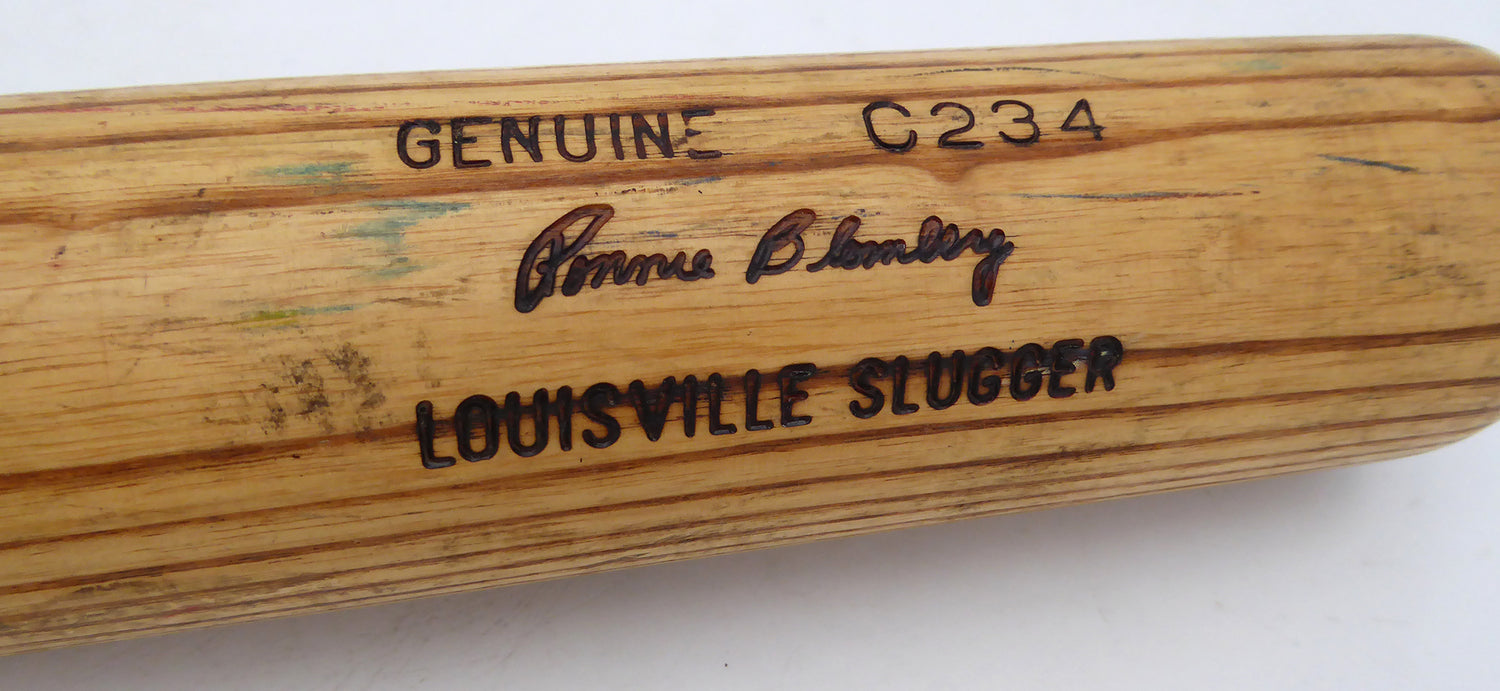 GENUINE C234
Ronnie Blomberg
LOUISVILLE SLUGGER